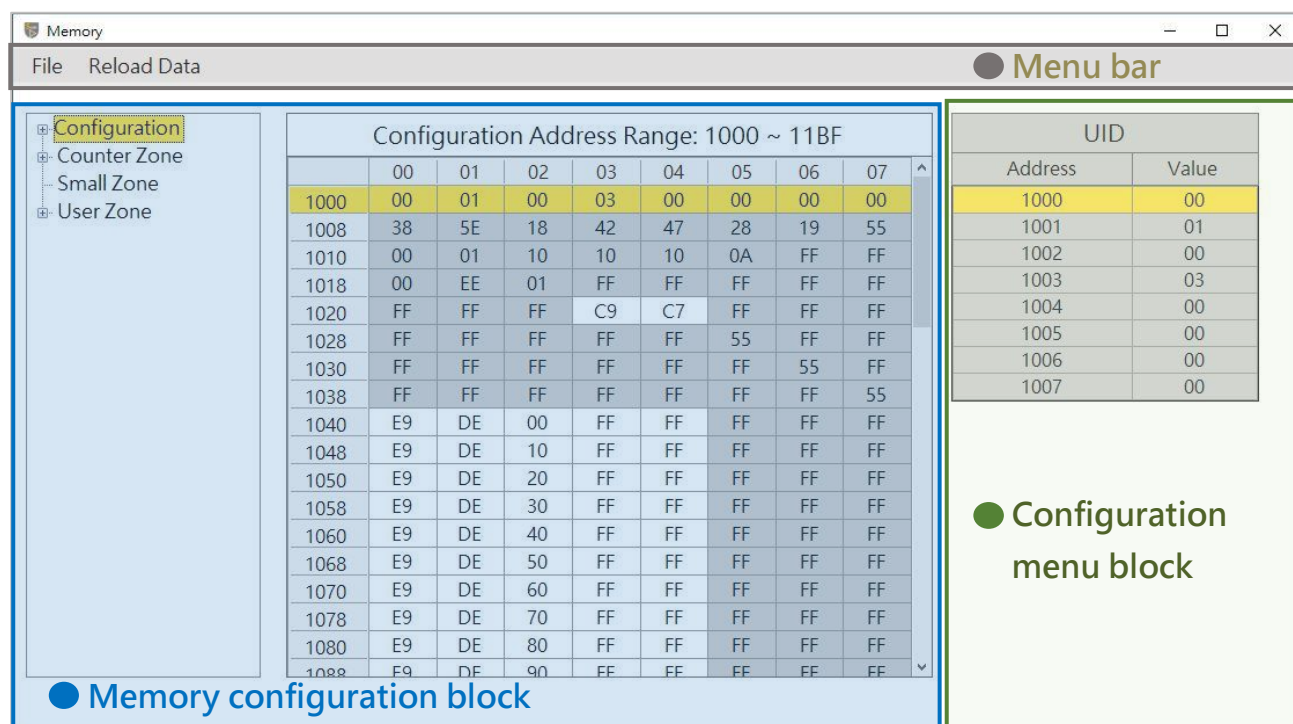 Memory
File Reload Data
Menu bar
Configuration
Counter Zone
Small Zone
User Zone
Configuration Address Range: 1000 ~ 11BF
00 01 02 03 04 05 06 07
1000 00 01 00 03 00 00 00 00
1008 38 5E 18 42 47 28 19 55
1010 00 01 10 10 10 0A FF FF
1018 00 EE 01 FF FF FF FF FF
1020 FF FF FF C9 C7 FF FF FF
1028 FF FF FF FF FF 55 FF FF
1030 FF FF FF FF FF FF 55 FF
1038 FF FF FF FF FF FF FF 55
1040 E9 DE 00 FF FF FF FF FF
1048 E9 DE 10 FF FF FF FF FF
1050 E9 DE 20 FF FF FF FF FF
1058 E9 DE 30 FF FF FF FF FF
1060 E9 DE 40 FF FF FF FF FF
1068 E9 DE 50 FF FF FF FF FF
1070 E9 DE 60 FF FF FF FF FF
1078 E9 DE 70 FF FF FF FF FF
1080 E9 DE 80 FF FF FF FF FF
1088 E9 DE 90 FF FF FF FF FF
Memory configuration block
UID
Address Value
1000 00
1001 01
1002 00
1003 03
1004 00
1005 00
1006 00
1007 00
Configuration
menu block